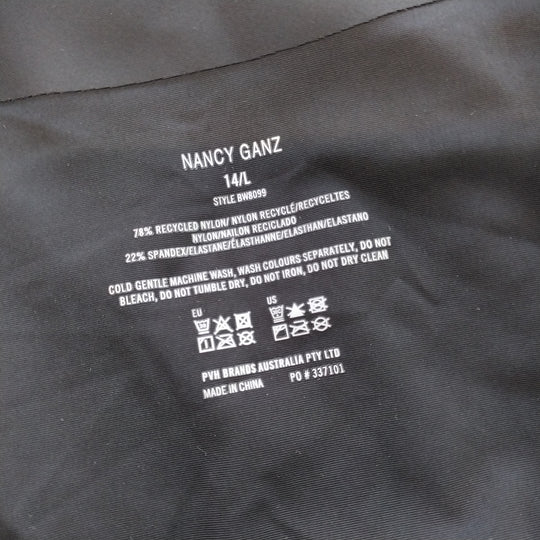 NANCY GANZ
14/L
STYLE BW8099
78% RECYCLED NYLON/ NYLON RECYCLÉ/RECYCELTES
NYLON/NAILON RECICLADO
22% SPANDEX/ELASTANE/ÉLASTHANNE/ELASTHAN/ELASTANO
COLD GENTLE MACHINE WASH, WASH COLOURS SEPARATELY, DO NOT
BLEACH, DO NOT TUMBLE DRY, DO NOT IRON, DO NOT DRY CLEAN
EU US
PVH BRANDS AUSTRALIA PTY LTD
MADE IN CHINA PO # 337101